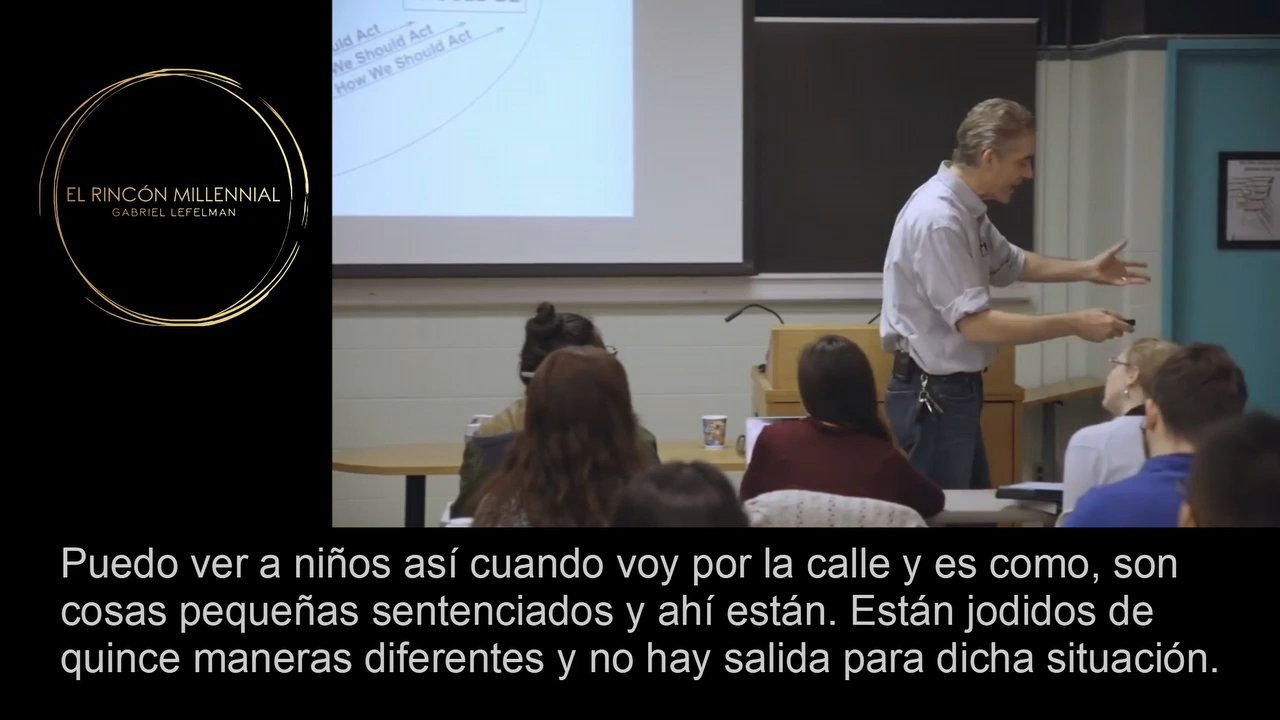 uld Act
We Should Act
How We Should Act
EL RINCÓN MILLENNIAL
GABRIEL LEFELMAN
Puedo ver a niños así cuando voy por la calle y es como, son
cosas pequeñas sentenciados y ahí están. Están jodidos de
quince maneras diferentes y no hay salida para dicha situación.